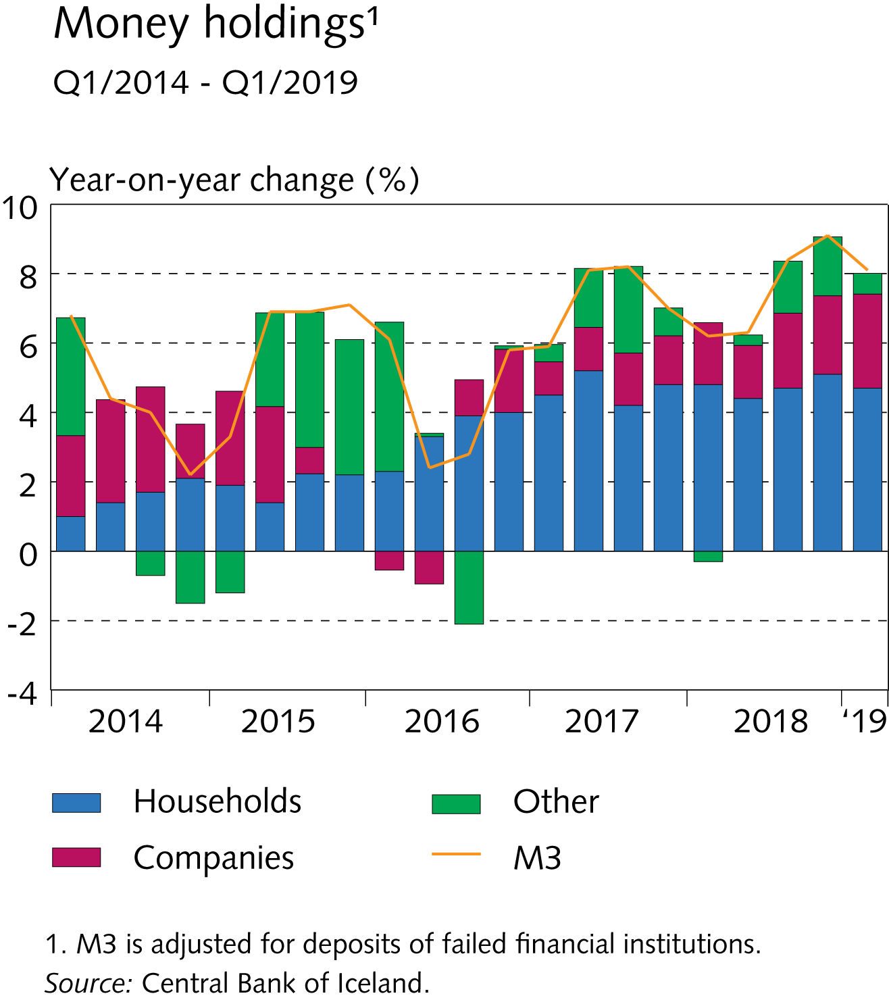 Money holdings¹
Q1/2014 - Q1/2019
Year-on-year change (%)
10
8
6
4
2
0
-2
-4
2014 2015 2016 2017 2018 ‘19
Households Other
Companies M3
1. M3 is adjusted for deposits of failed financial institutions.
Source: Central Bank of Iceland.